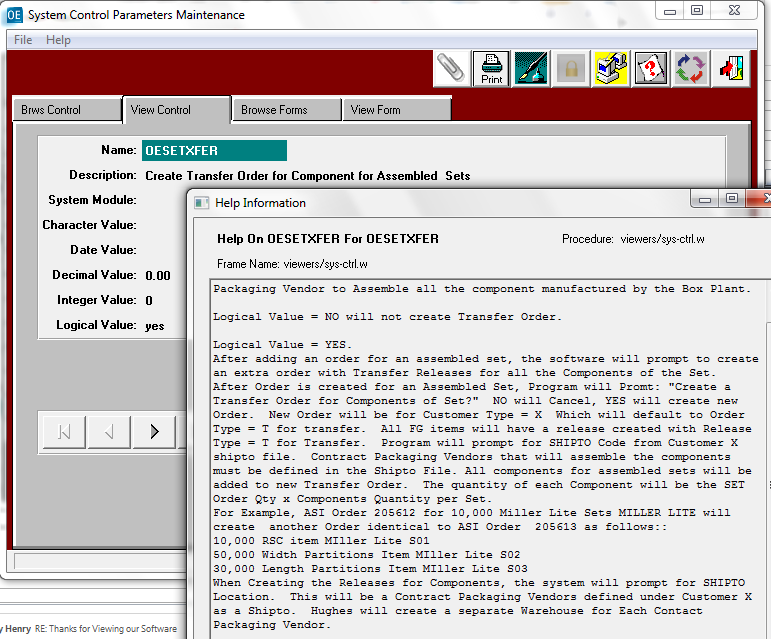 OE System Control Parameters Maintenance
File Help
Print
Brws Control View Control Browse Forms View Form
Name: OESETXFER
Description: Create Transfer Order for Component for Assembled Sets
System Module:
Character Value:
Date Value:
Decimal Value: 0.00
Integer Value: 0
Logical Value: yes
Help Information
Help On OESETXFER For OESETXFER Procedure: viewers/sys-ctrl.w
Frame Name: viewers/sys-ctrl.w
Packaging Vendor to Assemble all the component manufactured by the Box Plant.
Logical Value = NO will not create Transfer Order.
Logical Value = YES.
After adding an order for an assembled set, the software will prompt to create
an extra order with Transfer Releases for all the Components of the Set.
After Order is created for an Assembled Set, Program will Promt: "Create a
Transfer Order for Components of Set?" NO will Cancel, YES will create new
Order. New Order will be for Customer Type = X Which will default to Order
Type = T for transfer. All FG items will have a release created with Release
Type = T for Transfer. Program will prompt for SHIPTO Code from Customer X
shipto file. Contract Packaging Vendors that will assemble the components
must be defined in the Shipto File. All components for assembled sets will be
added to new Transfer Order. The quantity of each Component will be the SET
Order Qty x Components Quantity per Set.
For Example, ASI Order 205612 for 10,000 Miller Lite Sets MILLER LITE will
create another Order identical to ASI Order 205613 as follows::
10,000 RSC item MIller Lite S01
50,000 Width Partitions Item MIller Lite S02
30,000 Length Partitions Item MIller Lite S03
When Creating the Releases for Components, the system will prompt for SHIPTO
Location. This will be a Contract Packaging Vendors defined under Customer X
as a Shipto. Hughes will create a separate Warehouse for Each Contact
Packaging Vendor.
y Henry RE: Thanks for Viewing our Software